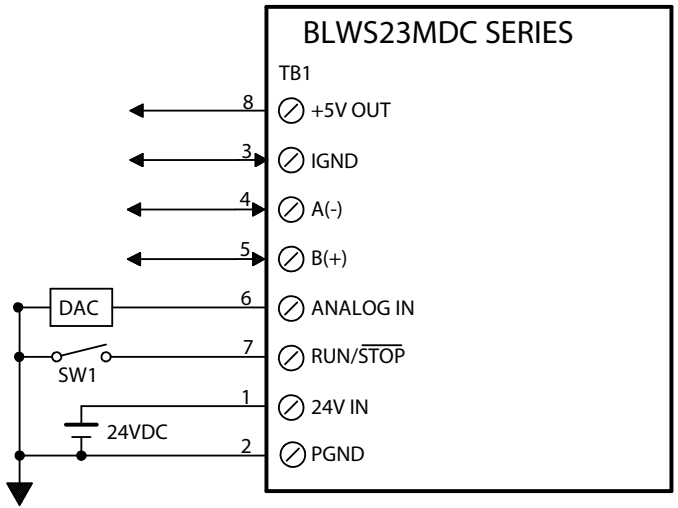 BLWS23MDC SERIES
TB1
8 +5V OUT
3 IGND
4 A(-)
5 B(+)
DAC 6 ANALOG IN
7 RUN/STOP
SW1
1 24V IN
24VDC
2 PGND